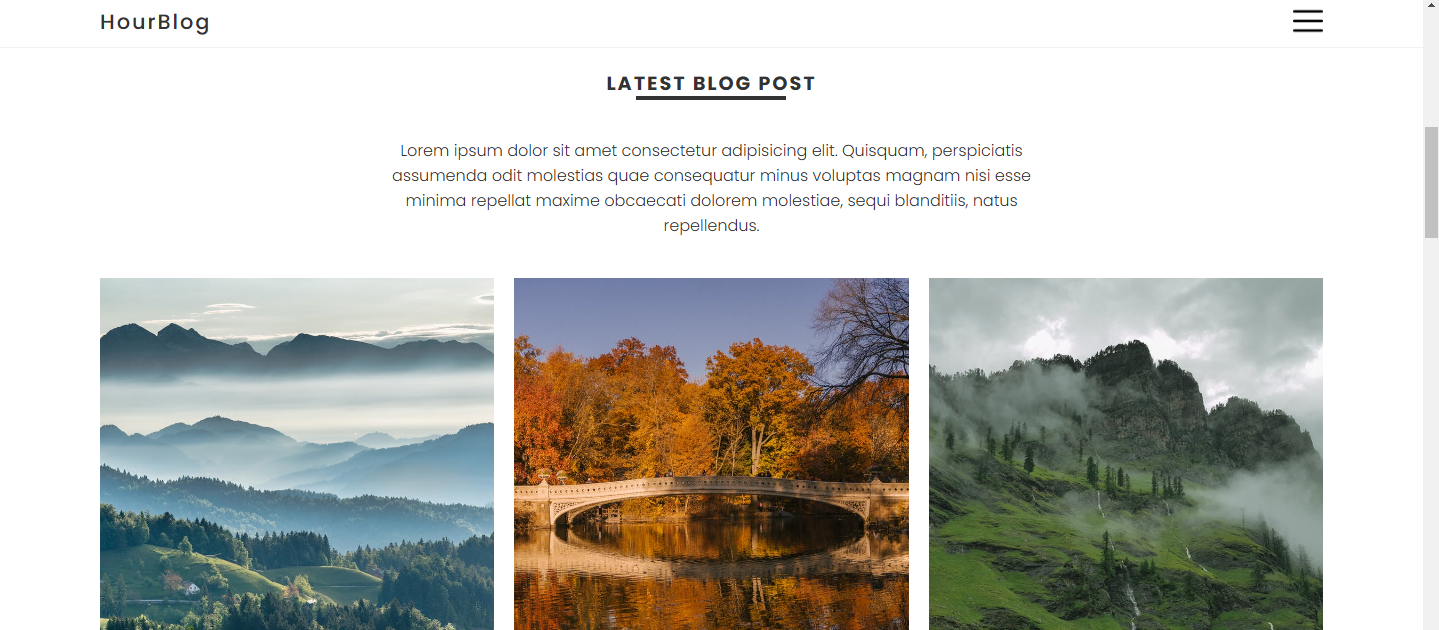 HourBlog
LATEST BLOG POST
Lorem ipsum dolor sit amet consectetur adipisicing elit. Quisquam, perspiciatis
assumenda odit molestias quae consequatur minus voluptas magnam nisi esse
minima repellat maxime obcaecati dolorem molestiae, sequi blanditiis, natus
repellendus.